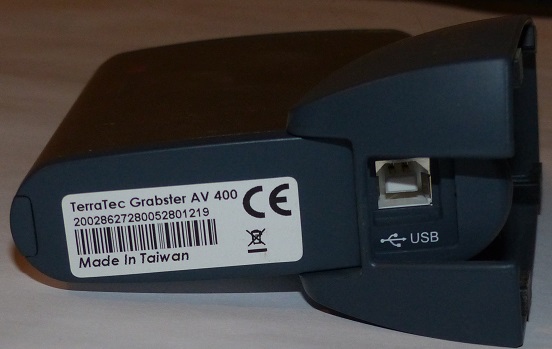 TerraTec Grabster AV 400
20028627280052801219
Made In Taiwan
CE
USB